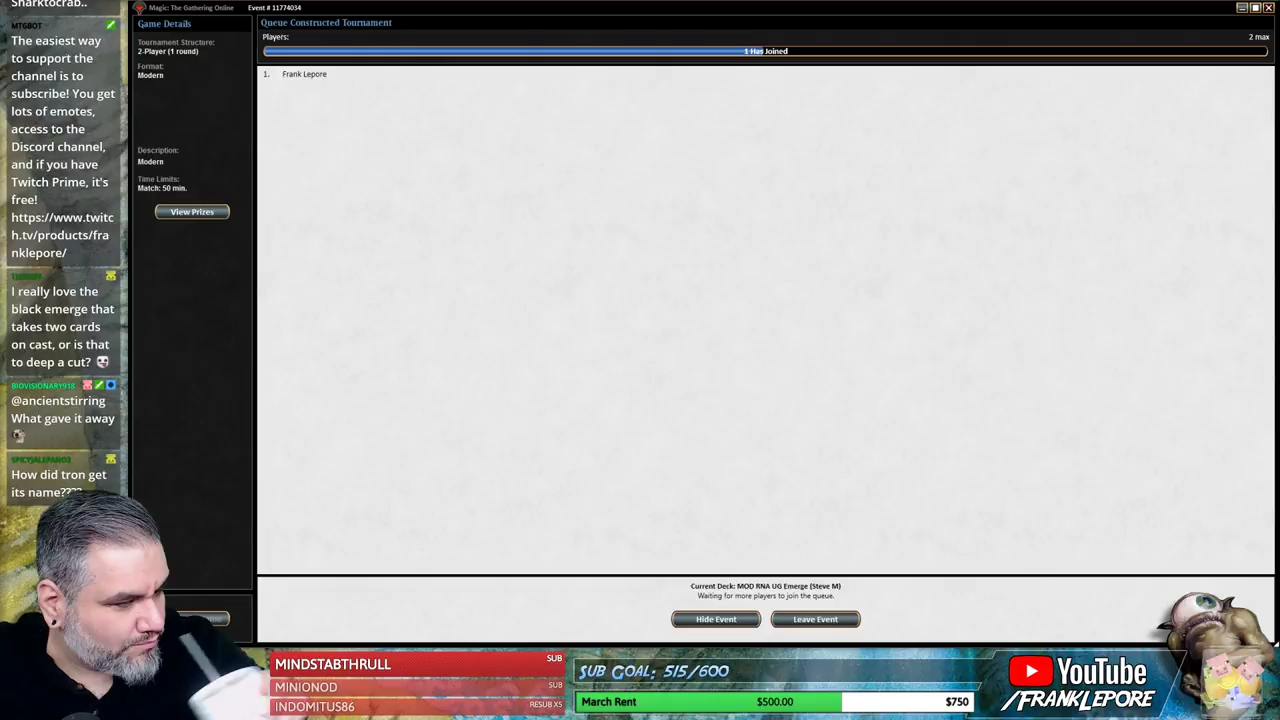 Sharktocrab..
MTGBOT
The easiest way
to support the
channel is to
subscribe! You get
lots of emotes,
access to the
Discord channel,
and if you have
Twitch Prime, it's
free!
https://www.twitc
h.tv/products/fra
nklepore/
I really love the
black emerge that
takes two cards
on cast, or is that
to deep a cut?
BIOVISIONARY918
@ancientstirring
What gave it away
SPICYJALEPANO2
How did tron get
its name????
Magic: The Gathering Online
Event # 11774034
Game Details
Tournament Structure:
2-Player (1 round)
Format:
Modern
Description:
Modern
Time Limits:
Match: 50 min.
View Prizes
Queue Constructed Tournament
Players:
2 max
1 Has Joined
1. Frank Lepore
Current Deck: MOD RNA UG Emerge (Steve M)
Waiting for more players to join the queue.
Hide Event
Leave Event
MINDSTABTHRULL SUB
MINIONOD SUB
INDOMITUS86 RESUB X5
SUB GOAL: 515/600
March Rent $500.00 $750
YouTube
/FRANKLEPORE